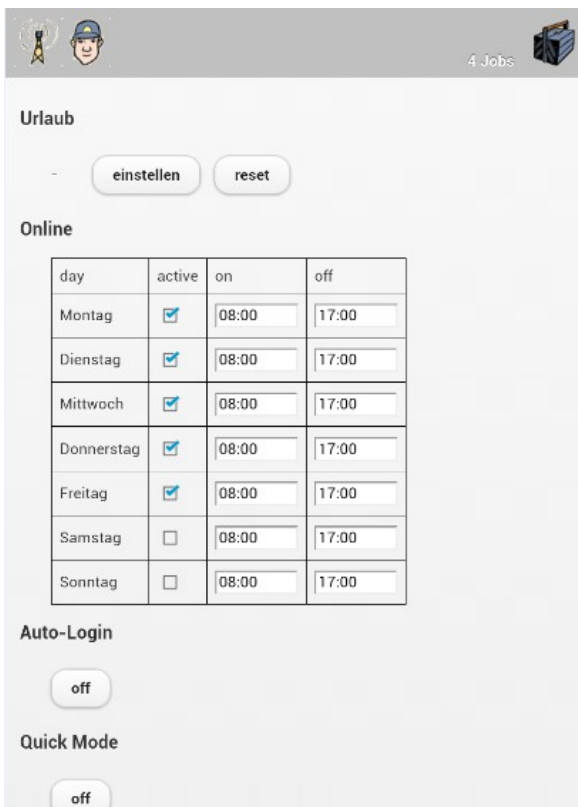 4 Jobs
Urlaub
- einstellen reset
Online
day active on off
Montag 08:00 17:00
Dienstag 08:00 17:00
Mittwoch 08:00 17:00
Donnerstag 08:00 17:00
Freitag 08:00 17:00
Samstag 08:00 17:00
Sonntag 08:00 17:00
Auto-Login
off
Quick Mode
off